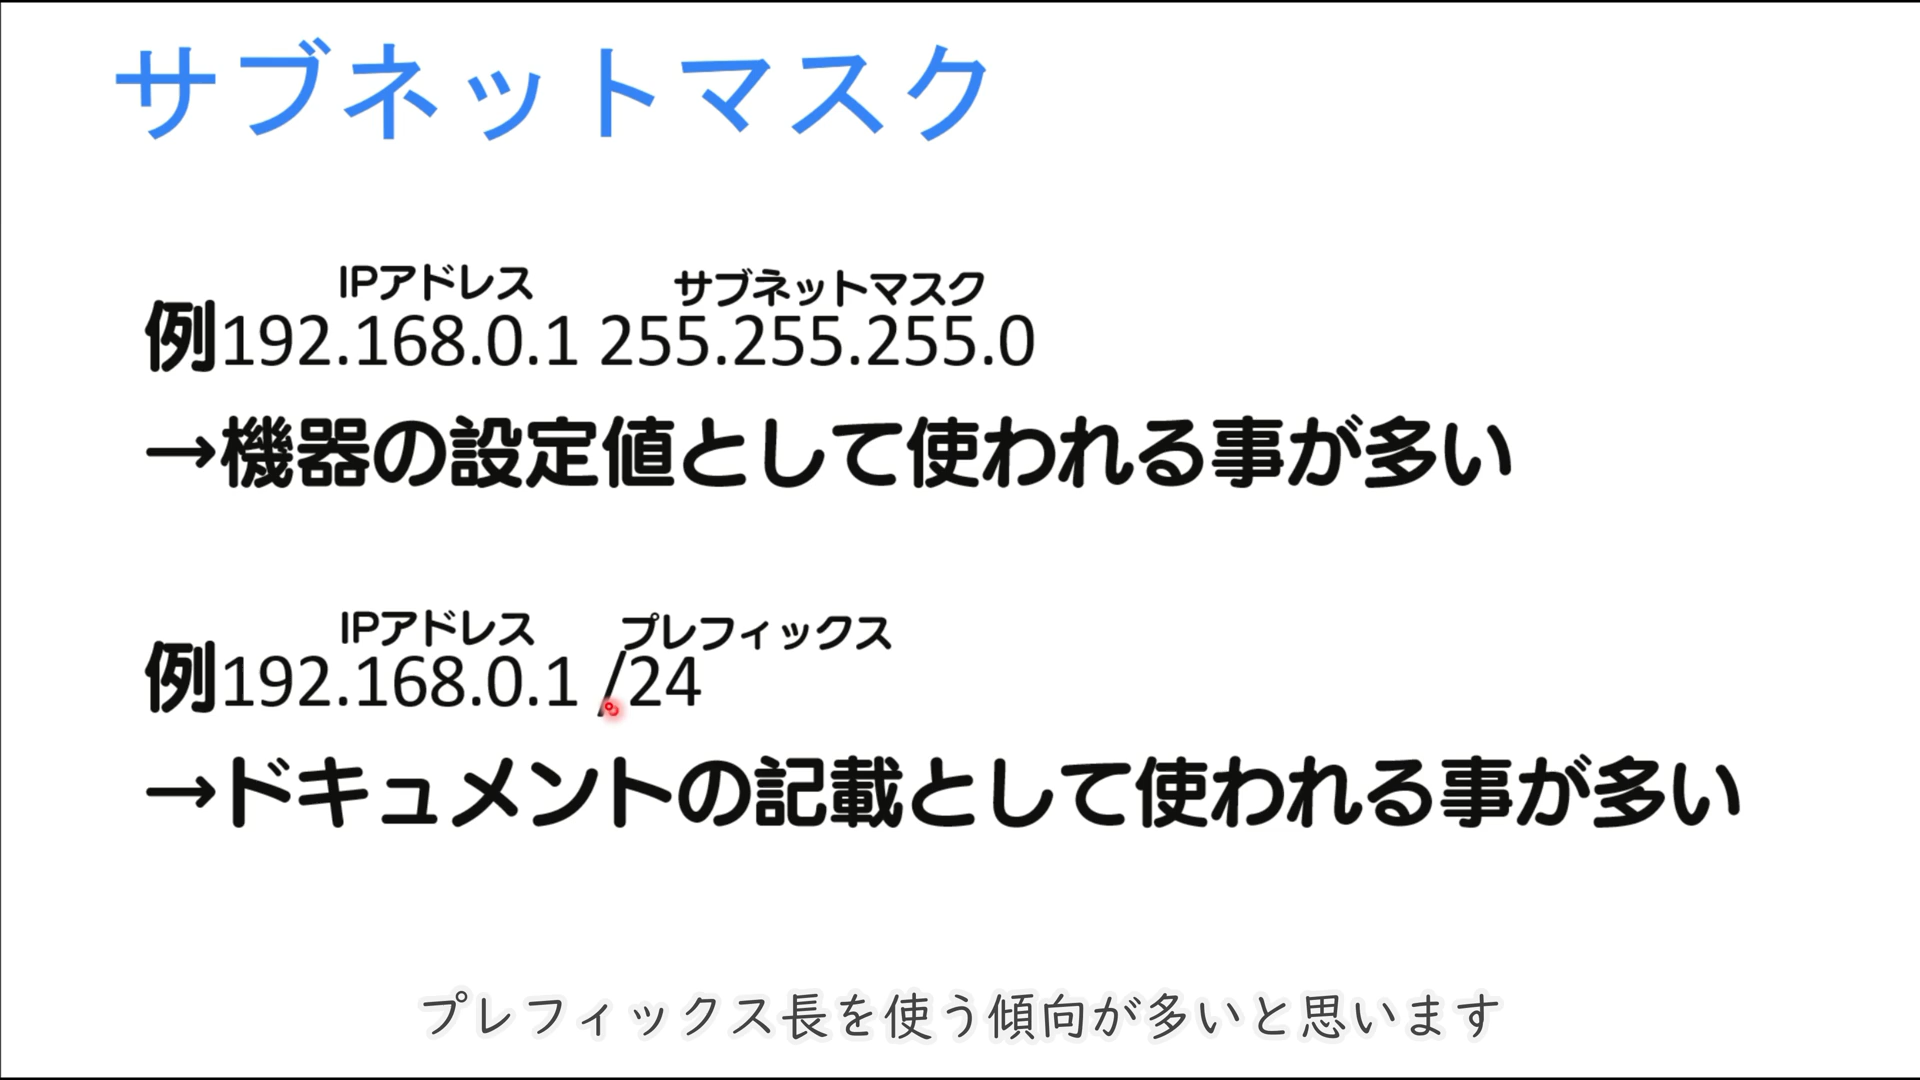 サブネットマスク
IPアドレス サブネットマスク
例192.168.0.1 255.255.255.0
→機器の設定値として使われる事が多い
IPアドレス プレフィックス
例192.168.0.1 /24
→ドキュメントの記載として使われる事が多い
プレフィックス長を使う傾向が多いと思います